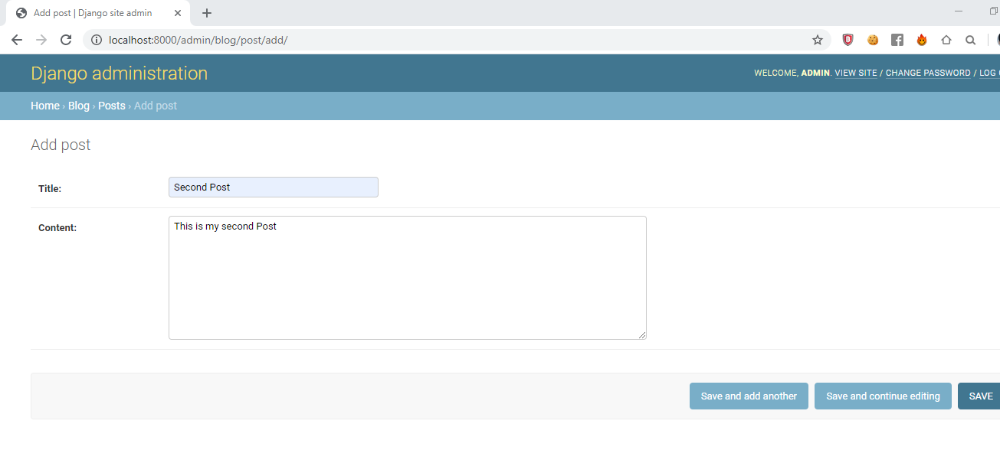 Add post | Django site admin
localhost:8000/admin/blog/post/add/
Django administration
WELCOME, ADMIN. VIEW SITE / CHANGE PASSWORD / LOG
Home › Blog › Posts › Add post
Add post
Title: Second Post
Content: This is my second Post
Save and add another Save and continue editing SAVE